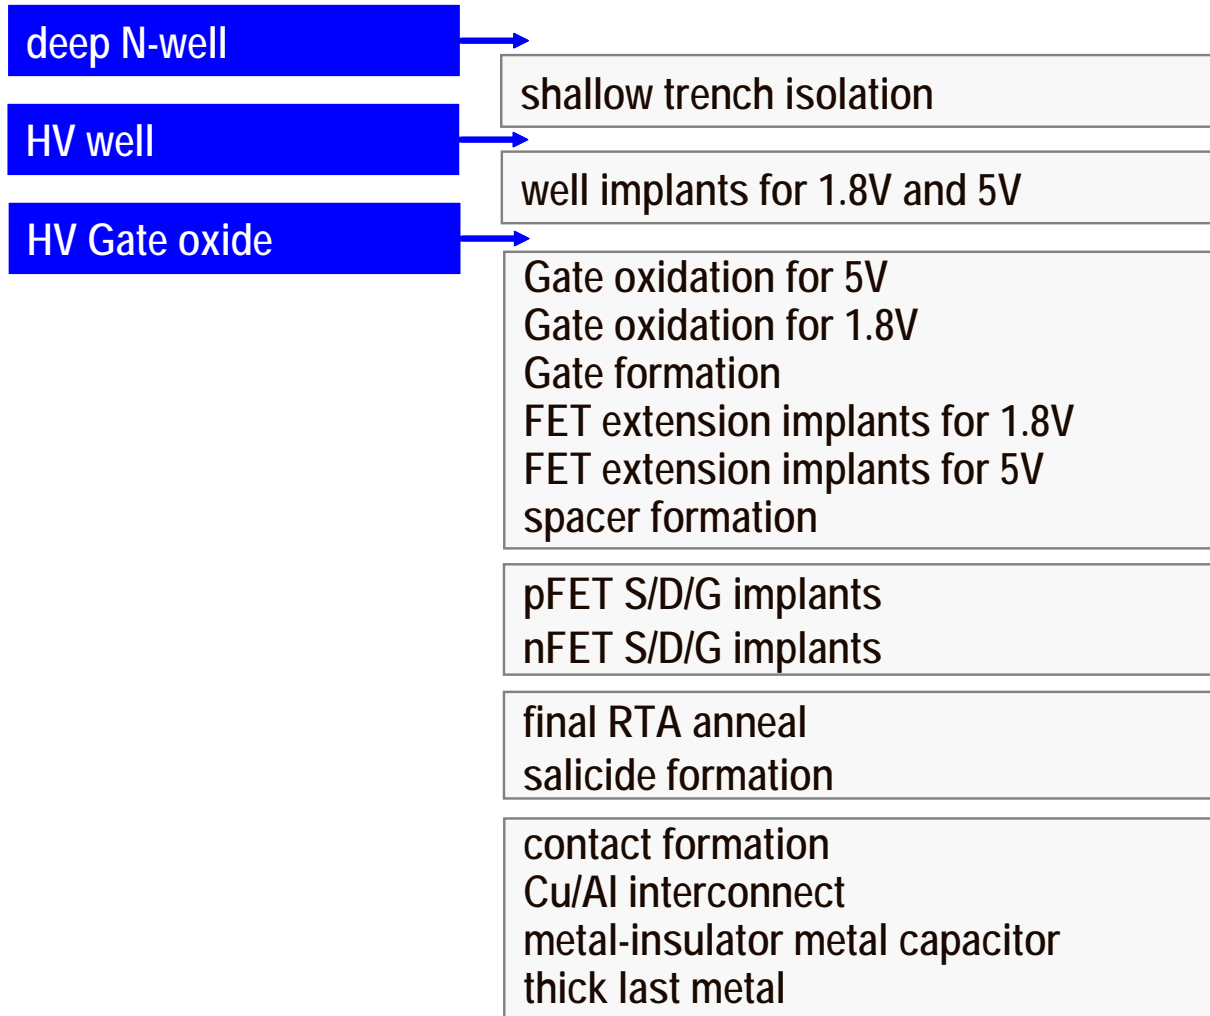 deep N-well
shallow trench isolation
HV well
well implants for 1.8V and 5V
HV Gate oxide
Gate oxidation for 5V
Gate oxidation for 1.8V
Gate formation
FET extension implants for 1.8V
FET extension implants for 5V
spacer formation
pFET S/D/G implants
nFET S/D/G implants
final RTA anneal
salicide formation
contact formation
Cu/Al interconnect
metal-insulator metal capacitor
thick last metal